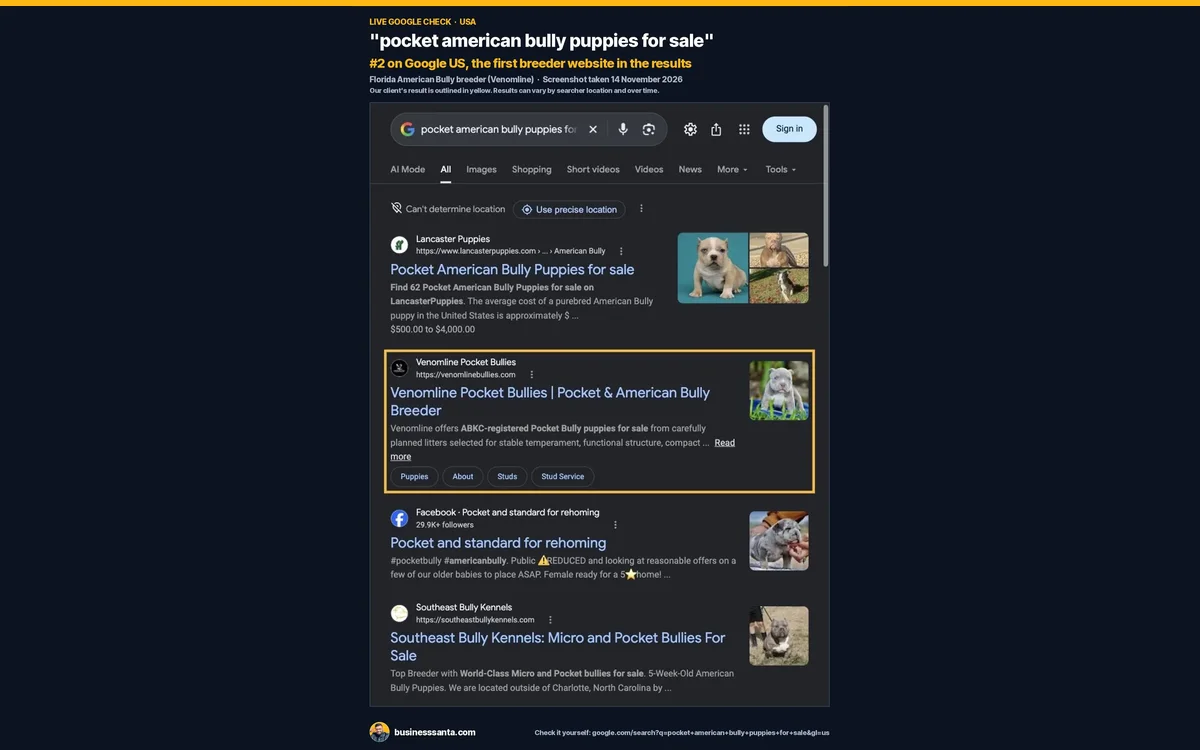 LIVE GOOGLE CHECK · USA
"pocket american bully puppies for sale"
#2 on Google US, the first breeder website in the results
Florida American Bully breeder (Venomline) · Screenshot taken 14 November 2026
Our client's result is outlined in yellow. Results can vary by searcher location and over time.
pocket american bully puppies for
Sign in
AI Mode All Images Shopping Short videos Videos News More Tools
Can't determine location Use precise location
Lancaster Puppies
https://www.lancasterpuppies.com › ... › American Bully
Pocket American Bully Puppies for sale
Find 62 Pocket American Bully Puppies for sale on
LancasterPuppies. The average cost of a purebred American Bully
puppy in the United States is approximately $ ...
$500.00 to $4,000.00
Venomline Pocket Bullies
https://venomlinebullies.com
Venomline Pocket Bullies | Pocket & American Bully
Breeder
Venomline offers ABKC-registered Pocket Bully puppies for sale from carefully
planned litters selected for stable temperament, functional structure, compact ... Read
more
Puppies About Studs Stud Service
Facebook · Pocket and standard for rehoming
29.9K+ followers
Pocket and standard for rehoming
#pocketbully #americanbully. Public ⚠️REDUCED and looking at reasonable offers on a
few of our older babies to place ASAP. Female ready for a 5⭐home! ...
Southeast Bully Kennels
https://southeastbullykennels.com
Southeast Bully Kennels: Micro and Pocket Bullies For
Sale
Top Breeder with World-Class Micro and Pocket bullies for sale. 5-Week-Old American
Bully Puppies. We are located outside of Charlotte, North Carolina by ...
businesssanta.com
Check it yourself: google.com/search?q=pocket+american+bully+puppies+for+sale&gl=us